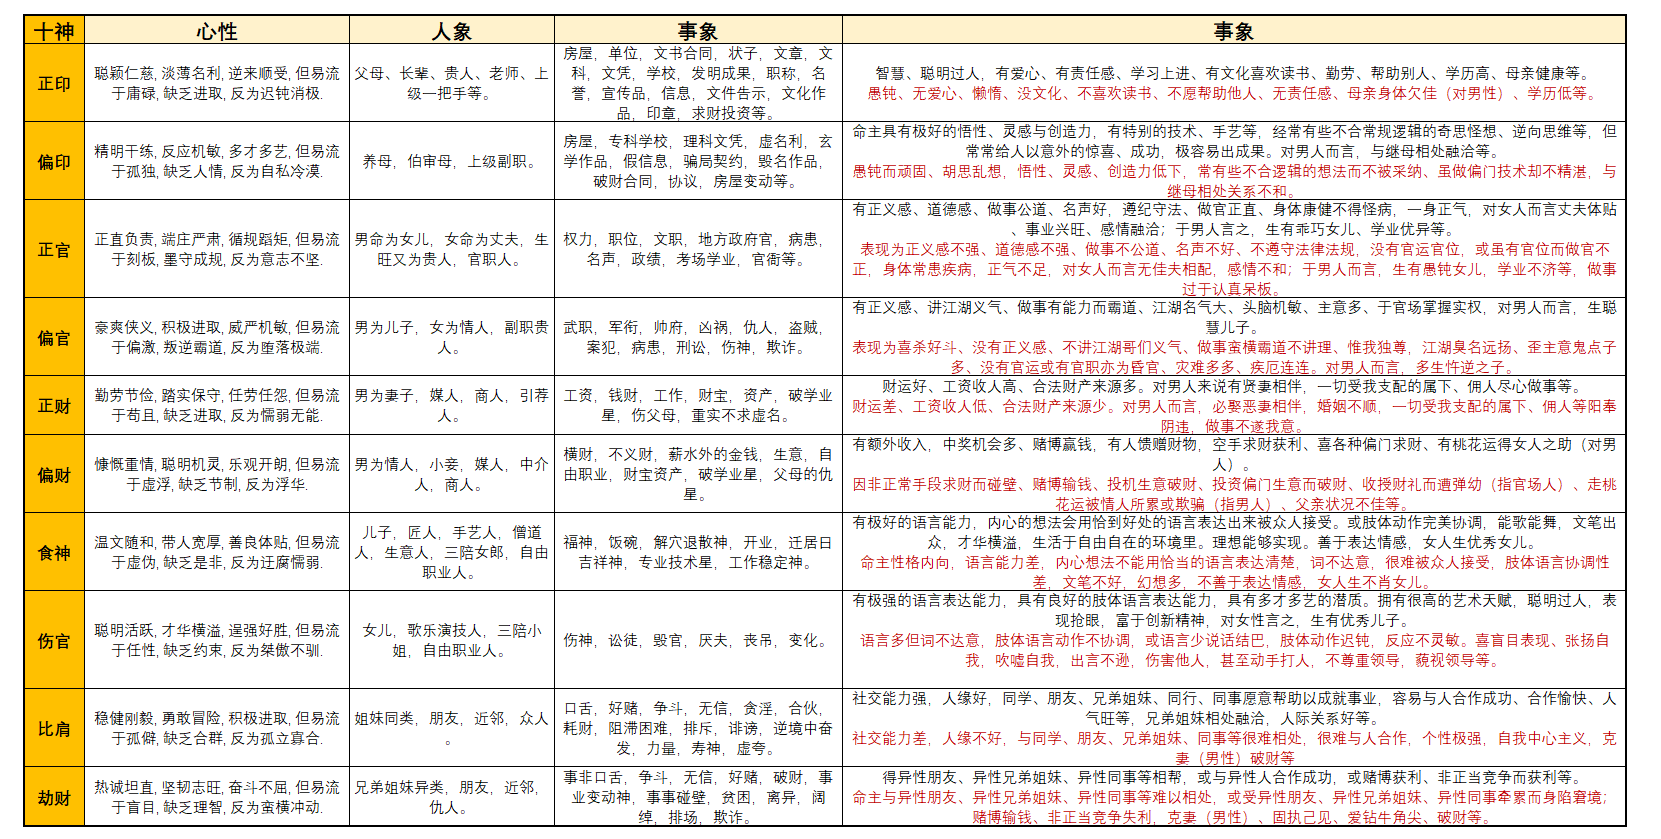 十神 心性 人象 事象 事象
正印
聪颖仁慈, 淡薄名利, 逆来顺受, 但易流
于庸碌, 缺乏进取, 反为迟钝消极.
父母、长辈、贵人、老师、上
级一把手等。
房屋，单位，文书合同，状子，文章，文
科，文凭，学校，发明成果，职称，名
誉，宣传品，信息，文件告示，文化作
品，印章，求财投资等。
智慧、聪明过人，有爱心、有责任感、学习上进、有文化喜欢读书、勤劳、帮助别人、学历高、母亲健康等。
愚钝、无爱心、懒惰、没文化、不喜欢读书、不愿帮助他人、无责任感、母亲身体欠佳（对男性）、学历低等。
偏印
精明干练, 反应机敏, 多才多艺, 但易流
于孤独, 缺乏人情, 反为自私冷漠.
养母，伯审母，上级副职。
房屋，专科学校，理科文凭，虚名利，玄
学作品，假信息，骗局契约，毁名作品，
破财合同，协议，房屋变动等。
命主具有极好的悟性、灵感与创造力，有特别的技术、手艺等，经常有些不合常规逻辑的奇思怪想、逆向思维等，但
常常给人以意外的惊喜、成功，极容易出成果。对男人而言，与继母相处融洽等。
愚钝而顽固、胡思乱想，悟性、灵感、创造力低下，常有些不合逻辑的想法而不被采纳、虽做偏门技术却不精湛，与
继母相处关系不和。
正官
正直负责, 端庄严肃, 循规蹈矩, 但易流
于刻板, 墨守成规, 反为意志不坚.
男命为女儿，女命为丈夫，生
旺又为贵人，官职人。
权力，职位，文职，地方政府官，病患，
名声，政绩，考场学业，官衙等。
有正义感、道德感、做事公道、名声好，遵纪守法、做官正直、身体康健不得怪病，一身正气，对女人而言丈夫体贴
、事业兴旺、感情融洽；于男人言之，生有乖巧女儿、学业优异等。
表现为正义感不强、道德感不强、做事不公道、名声不好、不遵守法律法规，没有官运官位，或虽有官位而做官不
正，身体常患疾病，正气不足，对女人而言无佳夫相配，感情不和；于男人而言，生有愚钝女儿，学业不济等，做事
过于认真呆板。
偏官
豪爽侠义, 积极进取, 威严机敏, 但易流
于偏激, 叛逆霸道, 反为堕落极端.
男为儿子，女为情人，副职贵
人。
武职，军衔，帅府，凶祸，仇人，盗贼，
案犯，病患，刑讼，伤神，欺诈。
有正义感、讲江湖义气、做事有能力而霸道、江湖名气大、头脑机敏、主意多、于官场掌握实权，对男人而言，生聪
慧儿子。
表现为喜杀好斗、没有正义感、不讲江湖哥们义气、做事蛮横霸道不讲理、惟我独尊，江湖臭名远扬、歪主意鬼点子
多、没有官运或有官职亦为昏官、灾难多多、疾厄连连。对男人而言，多生忤逆之子。
正财
勤劳节俭, 踏实保守, 任劳任怨, 但易流
于苟且, 缺乏进取, 反为懦弱无能.
男为妻子，媒人，商人，引荐
人。
工资，钱财，工作，财宝，资产，破学业
星，伤父母，重实不求虚名。
财运好、工资收入高、合法财产来源多。对男人来说有贤妻相伴，一切受我支配的属下、佣人尽心做事等。
财运差、工资收入低、合法财产来源少。对男人而言，必娶恶妻相伴，婚姻不顺，一切受我支配的属下、佣人等阳奉
阴违，做事不遂我意。
偏财
慷慨重情, 聪明机灵, 乐观开朗, 但易流
于虚浮, 缺乏节制, 反为浮华.
男为情人，小妾，媒人，中介
人，商人。
横财，不义财，薪水外的金钱，生意，自
由职业，财宝资产，破学业星，父母的仇
星。
有额外收入，中奖机会多、赌博赢钱，有人馈赠财物，空手求财获利、喜各种偏门求财、有桃花运得女人之助（对男
人）。
因非正常手段求财而碰壁、赌博输钱、投机生意破财、投资偏门生意而破财、收授财礼而遭弹幼（指官场人）、走桃
花运被情人所累或欺骗（指男人）、父亲状况不佳等。
食神
温文随和, 带人宽厚, 善良体贴, 但易流
于虚伪, 缺乏是非, 反为迂腐懦弱.
儿子，匠人，手艺人，僧道
人，生意人，三陪女郎，自由
职业人。
福神，饭碗，解穴退散神，开业，迁居日
吉祥神，专业技术星，工作稳定神。
有极好的语言能力，内心的想法会用恰到好处的语言表达出来被众人接受。或肢体动作完美协调，能歌能舞，文笔出
众，才华横溢，生活于自由自在的环境里。理想能够实现。善于表达情感，女人生优秀女儿。
命主性格内向，语言能力差，内心想法不能用恰当的语言表达清楚，词不达意，很难被众人接受，肢体语言协调性
差，文笔不好，幻想多，不善于表达情感，女人生不肖女儿。
伤官
聪明活跃, 才华横溢, 逞强好胜, 但易流
于任性, 缺乏约束, 反为桀傲不驯.
女儿，歌乐演技人，三陪小
姐，自由职业人。
伤神，讼徒，毁官，厌夫，丧吊，变化。
有极强的语言表达能力，具有良好的肢体语言表达能力，具有多才多艺的潜质。拥有很高的艺术天赋，聪明过人，表
现抢眼，富于创新精神，对女性言之，生有优秀儿子。
语言多但词不达意，肢体语言动作不协调，或语言少说话结巴，肢体动作迟钝，反应不灵敏。喜盲目表现、张扬自
我，吹嘘自我，出言不逊，伤害他人，甚至动手打人，不尊重领导，藐视领导等。
比肩
稳健刚毅, 勇敢冒险, 积极进取, 但易流
于孤僻, 缺乏合群, 反为孤立寡合.
姐妹同类，朋友，近邻，众人
。
口舌，好赌，争斗，无信，贪淫，合伙，
耗财，阻滞困难，排斥，诽谤，逆境中奋
发，力量，寿神，虚夸。
社交能力强，人缘好，同学、朋友、兄弟姐妹、同行、同事愿意帮助以成就事业，容易与人合作成功、合作愉快、人
气旺等，兄弟姐妹相处融洽，人际关系好等。
社交能力差，人缘不好，与同学、朋友、兄弟姐妹、同事等很难相处，很难与人合作，个性极强，自我中心主义，克
妻（男性）破财等
劫财
热诚坦直, 坚韧志旺, 奋斗不屈, 但易流
于盲目, 缺乏理智, 反为蛮横冲动.
兄弟姐妹异类，朋友，近邻，
仇人。
事非口舌，争斗，无信，好赌，破财，事
业变动神，事事碰壁，贫困，离异，阔
绰，排场，欺诈。
得异性朋友、异性兄弟姐妹、异性同事等相帮，或与异性人合作成功，或赌博获利、非正当竞争而获利等。
命主与异性朋友、异性兄弟姐妹、异性同事等难以相处，或受异性朋友、异性兄弟姐妹、异性同事牵累而身陷窘境；
赌博输钱、非正当竞争失利，克妻（男性）、固执己见、爱钻牛角尖、破财等。